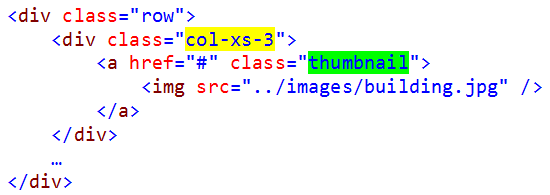 <div class="row">
<div class="col-xs-3">
<a href="#" class="thumbnail">
<img src="../images/building.jpg" />
</a>
</div>
…
</div>